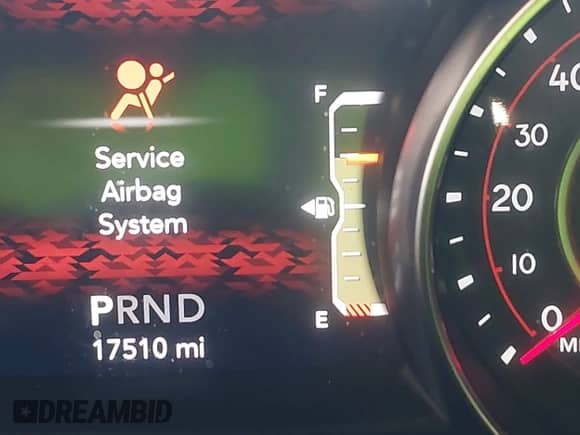 Service
Airbag
System
PRND
17510 mi
F
E
40
30
20
10
0
DREAMBID